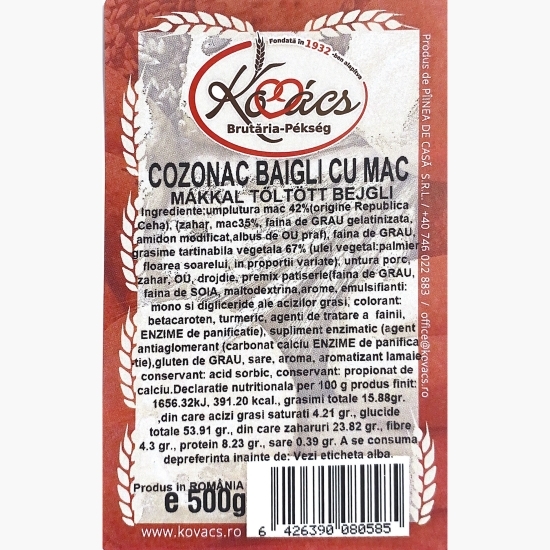 Fondată în 1932 -ban alapítva
Kovács
Brutăria-Pékség
COZONAC BAIGLI CU MAC
MÁKKAL TÖLTÖTT BEJGLI
Ingrediente:umplutura mac 42%(origine Republica
Ceha), (zahar, mac35%, faina de GRAU gelatinizata,
amidon modificat,albus de OU praf), faina de GRAU,
grasime tartinabila vegetala 67% (ulei vegetal:palmier
floarea soarelui, in proportii variate), untura porc,
zahar, OU, drojdie, premix patiserie(faina de GRAU,
faina de SOIA, maltodextrina,arome, emulsifianti:
mono si digliceride ale acizilor grasi, colorant:
betacaroten, turmeric, agenti de tratare a fainii,
ENZIME de panificatie), supliment enzimatic (agent
antiaglomerant (carbonat calciu ENZIME de panifica
tie),gluten de GRAU, sare, aroma, aromatizant lamaie
conservant: acid sorbic, conservant: propionat de
calciu.Declaratie nutritionala per 100 g produs finit:
1656.32kJ, 391.20 kcal., grasimi totale 15.88gr.
,din care acizi grasi saturati 4.21 gr., glucide
totale 53.91 gr., din care zaharuri 23.82 gr., fibre
4.3 gr., protein 8.23 gr., sare 0.39 gr. A se consuma
depreferinta inainte de: Vezi eticheta alba.
Produs in ROMÂNIA
e 500g
www.kovacs.ro
6 426390 080585
Produs de PÎINEA DE CASĂ S.R.L. / +40 746 022 883 / office@kovacs.ro